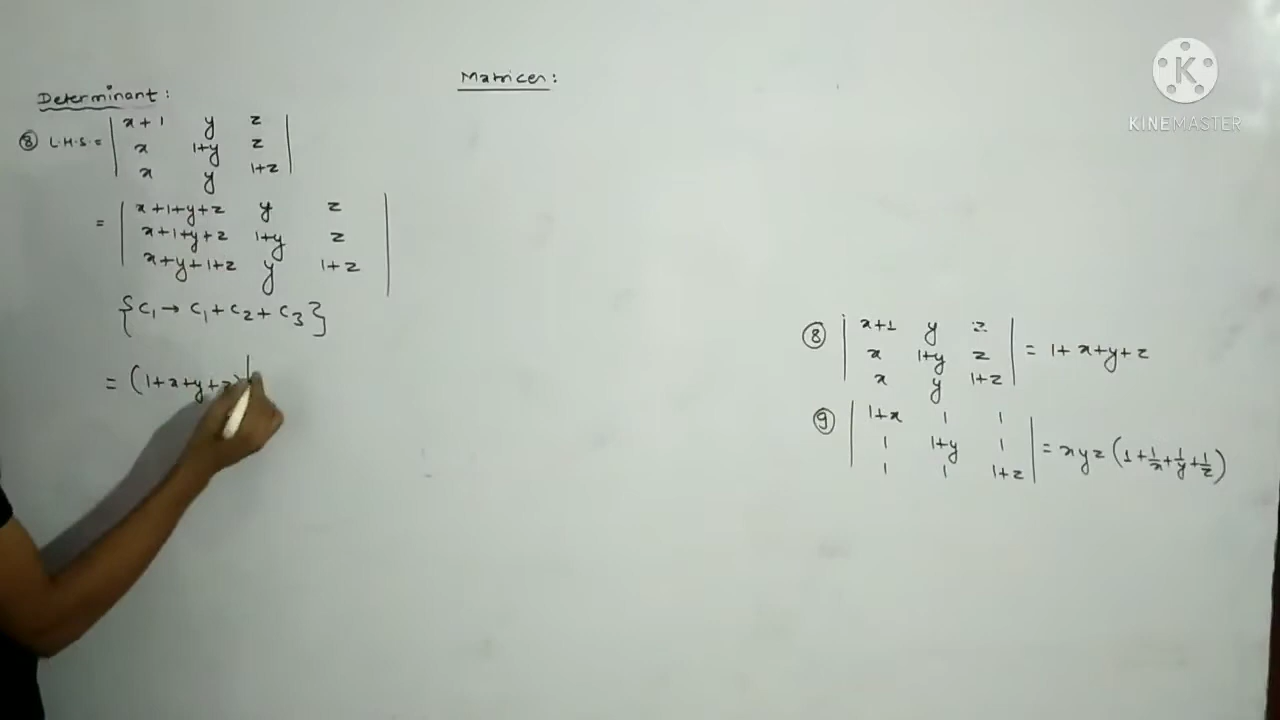 Matrices:
KINEMASTER
Determinant:
⑧ L.H.S. = | x+1 y z |
| x 1+y z |
| x y 1+z |
= | x+1+y+z y z |
| x+1+y+z 1+y z |
| x+y+1+z y 1+z |
{C₁ → C₁ + C₂ + C₃}
= (1+x+y+z) |
⑧ | x+1 y z | = 1+x+y+z
| x 1+y z |
| x y 1+z |
⑨ | 1+x 1 1 |
| 1 1+y 1 | = xyz (1 + 1/x + 1/y + 1/z)
| 1 1 1+z |